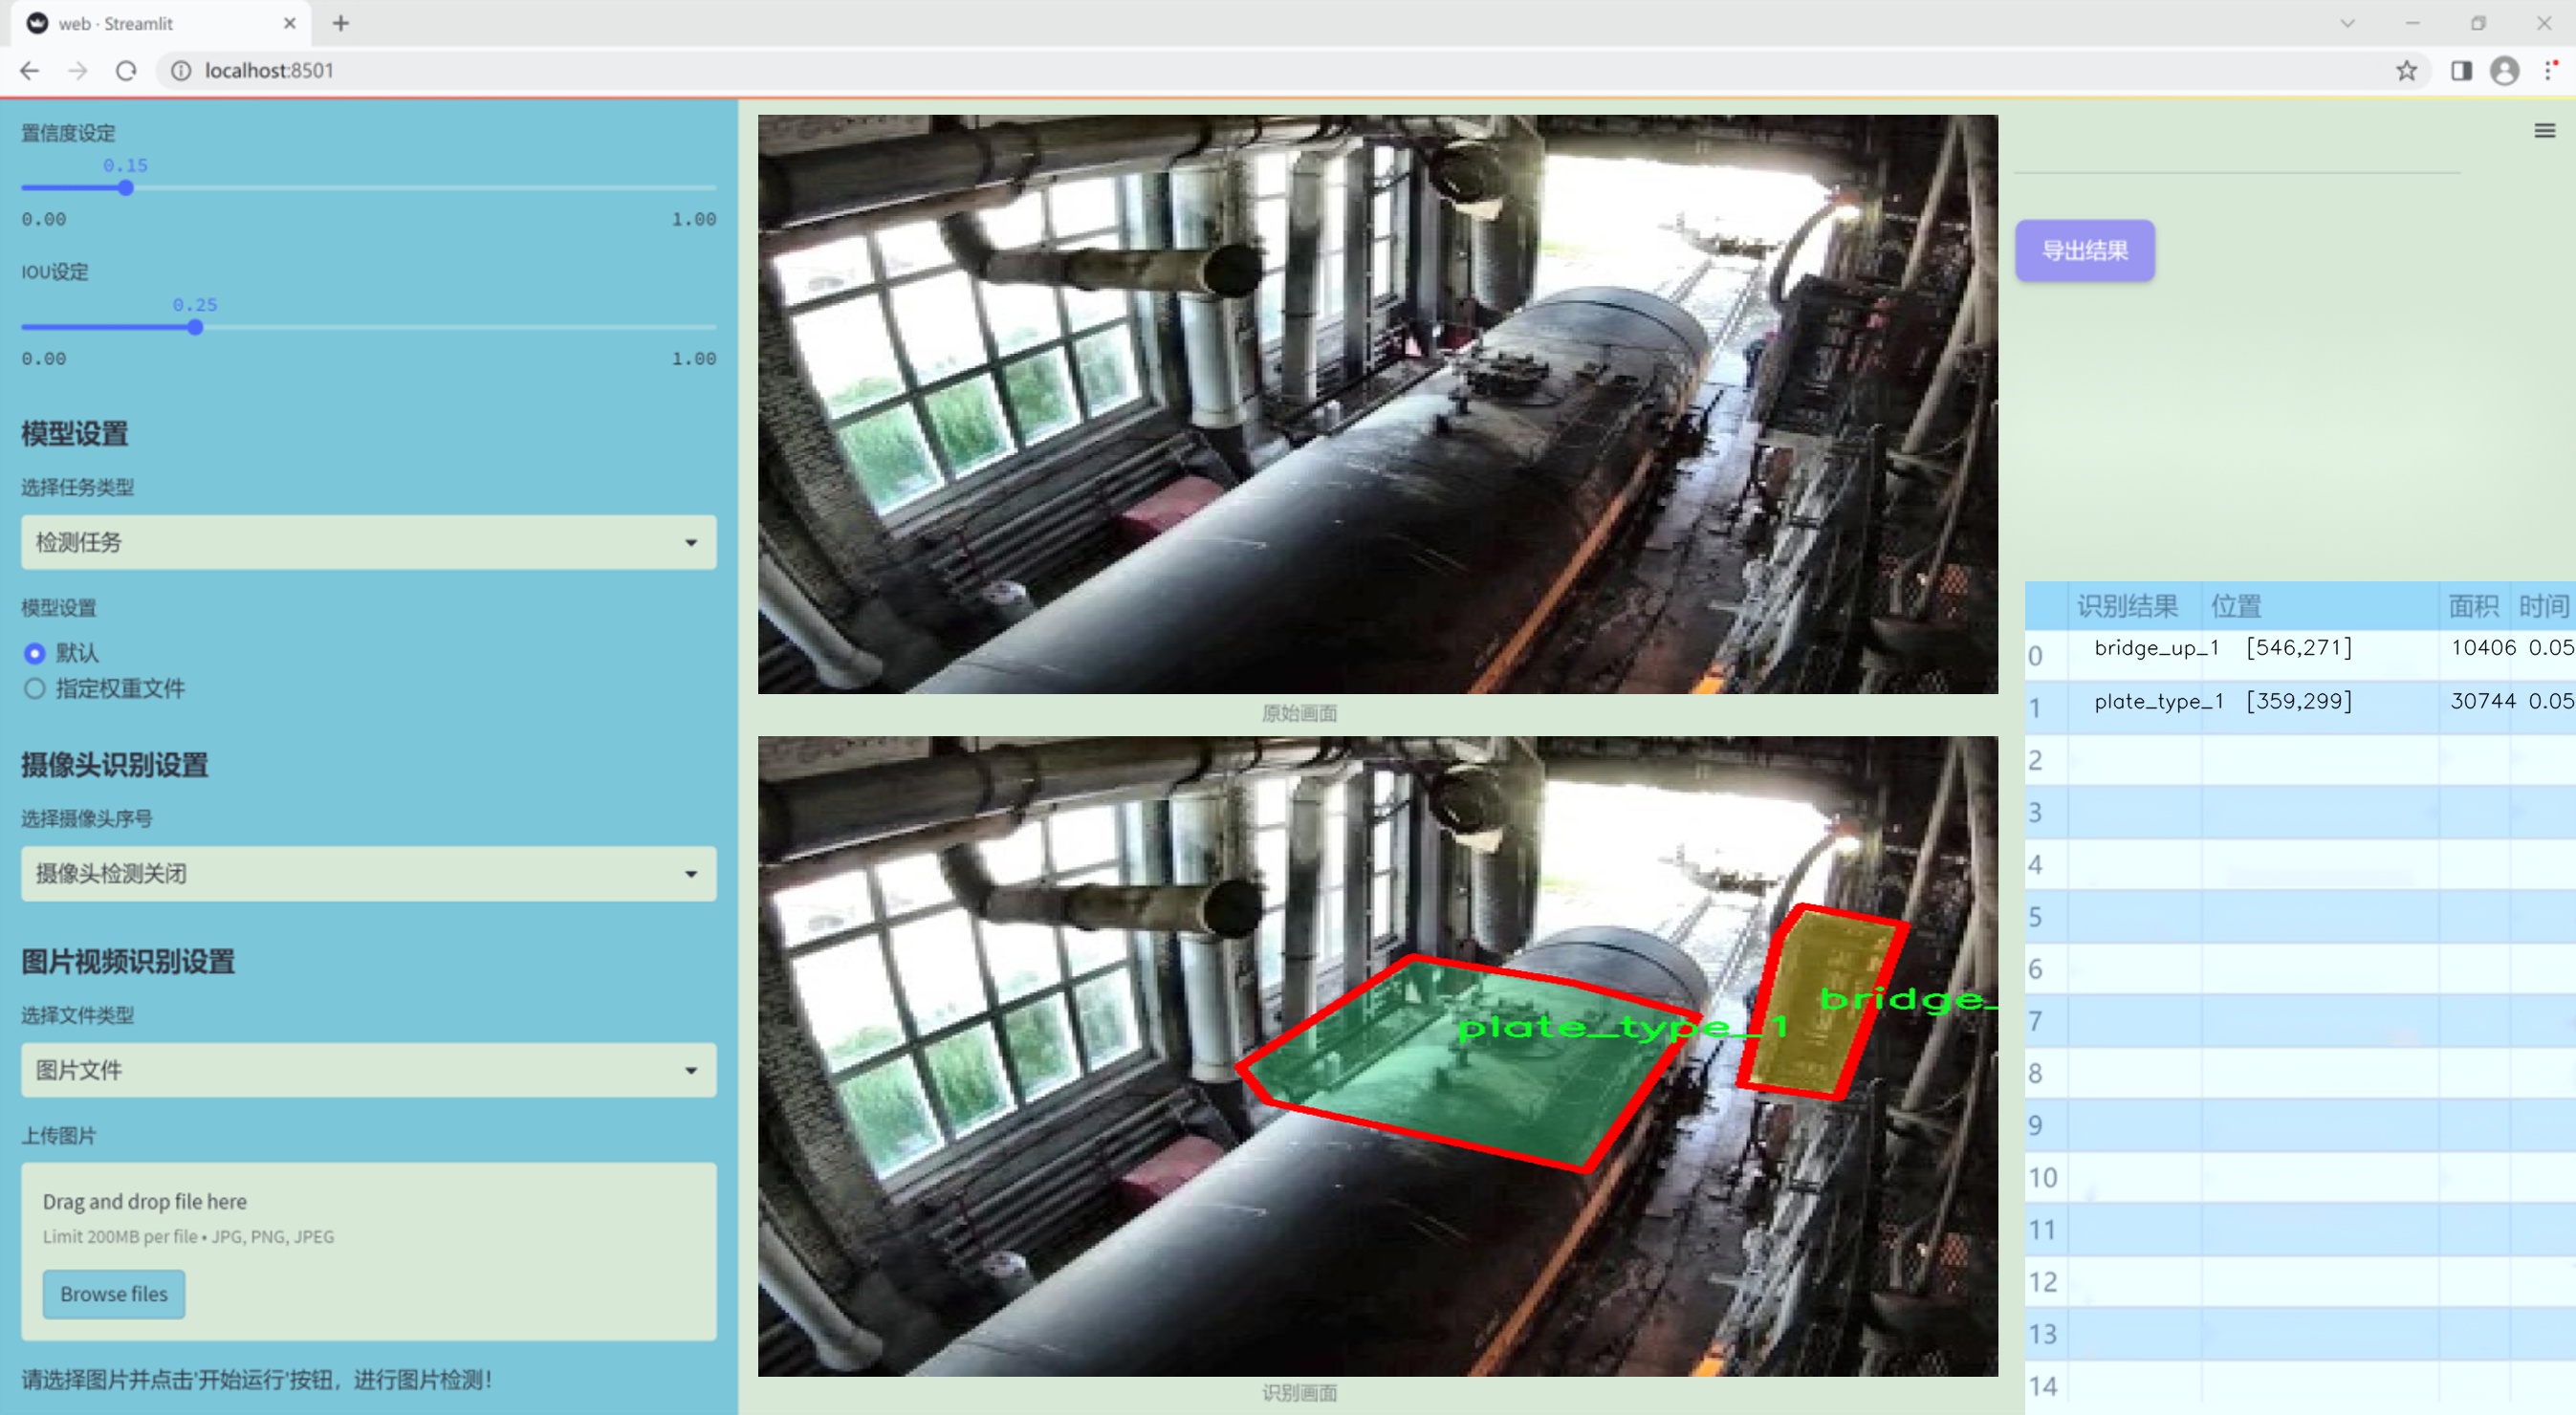 web · Streamlit
localhost:8501
置信度设定
0.15
0.00 1.00
IOU设定
0.25
0.00 1.00
模型设置
选择任务类型
检测任务
模型设置
默认
指定权重文件
摄像头识别设置
选择摄像头序号
摄像头检测关闭
图片视频识别设置
选择文件类型
图片文件
上传图片
Drag and drop file here
Limit 200MB per file • JPG, PNG, JPEG
Browse files
请选择图片并点击'开始运行'按钮，进行图片检测!
原始画面
bridge_
plate_type_1
识别画面
导出结果
识别结果 位置 面积 时间
0 bridge_up_1 [546,271] 10406 0.05
1 plate_type_1 [359,299] 30744 0.05
2
3
4
5
6
7
8
9
10
11
12
13
14